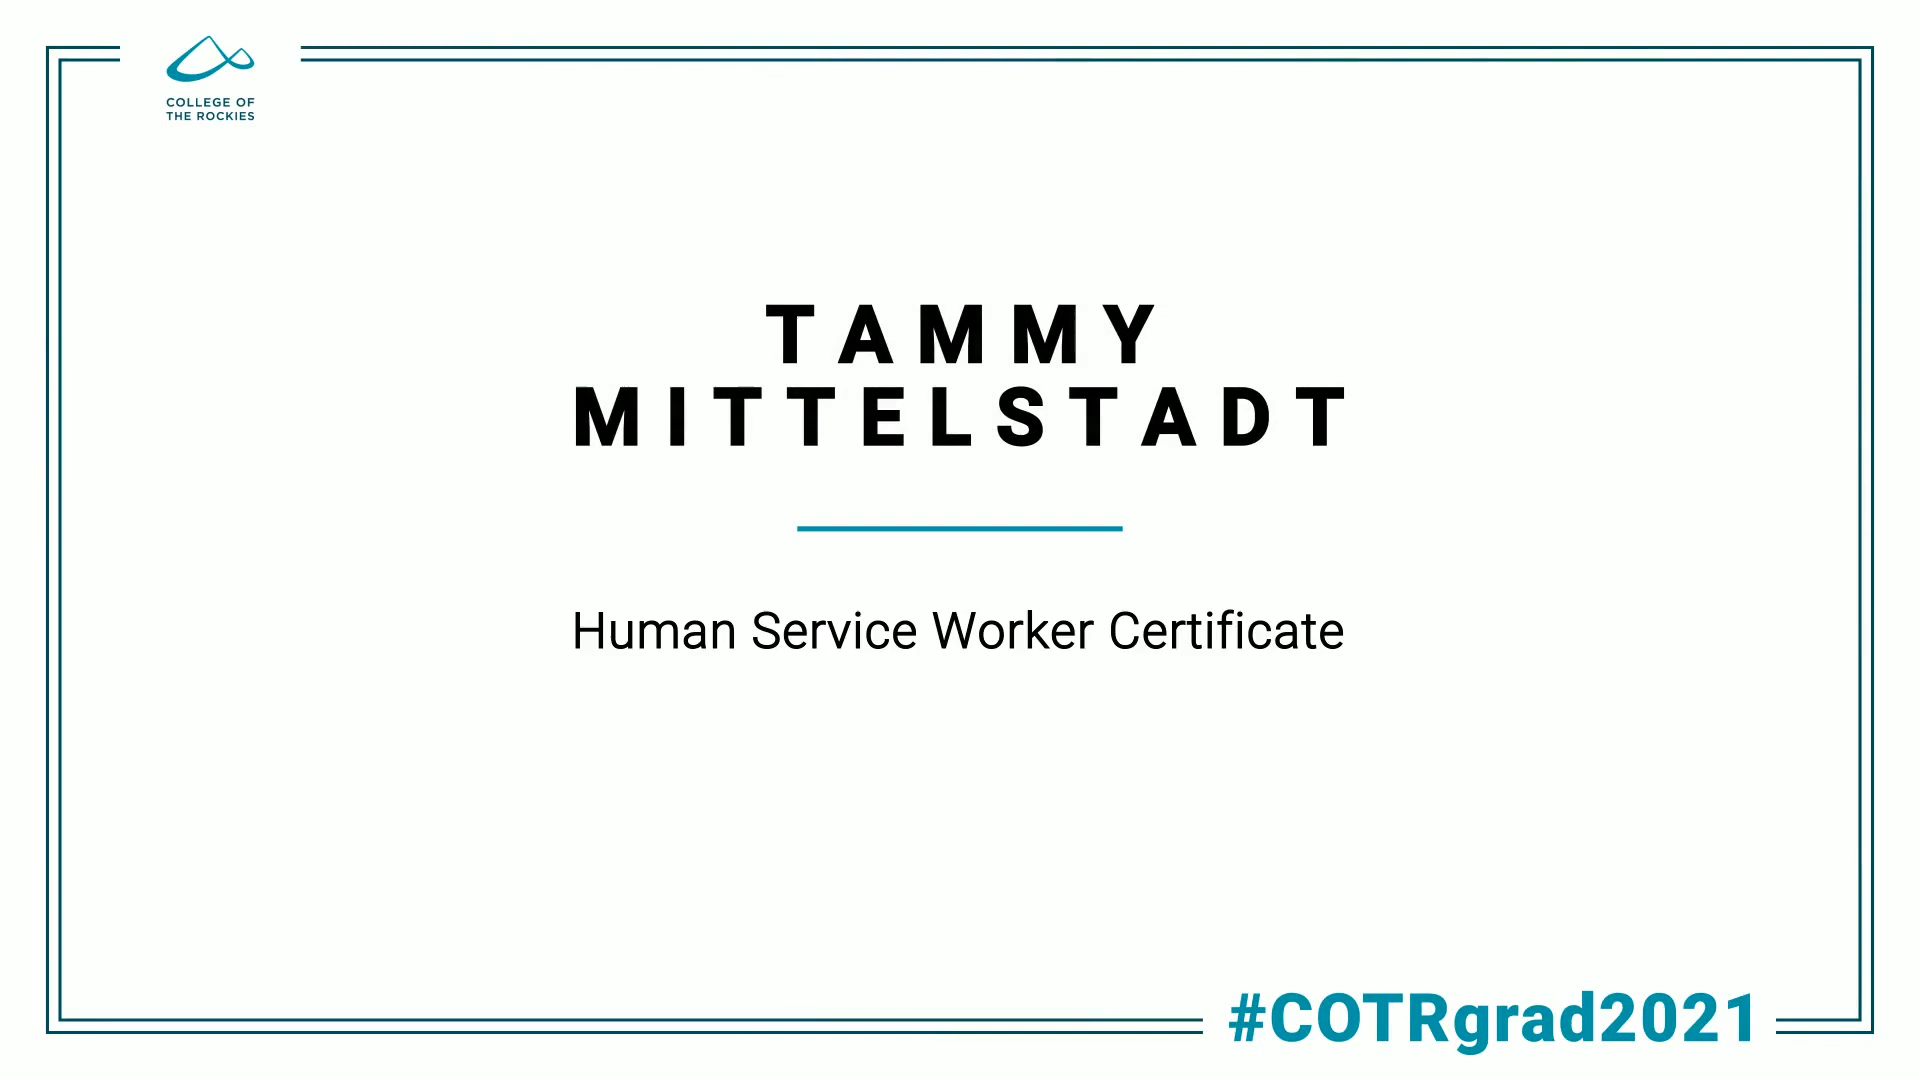 COLLEGE OF
THE ROCKIES
TAMMY
MITTELSTADT
Human Service Worker Certificate
#COTRgrad2021